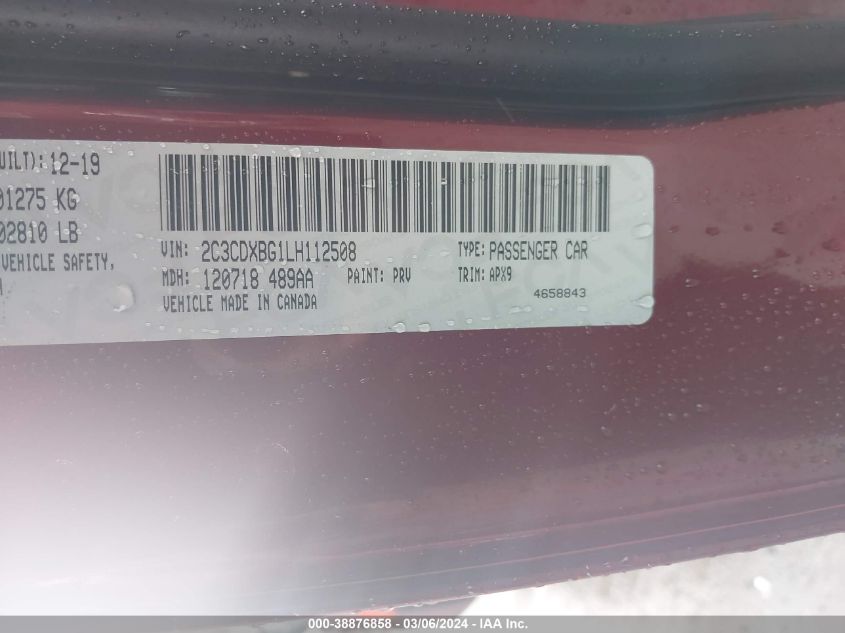 UILT): 12-19
01275 KG
02810 LB
VEHICLE SAFETY,
VIN: 2C3CDXBG1LH112508 TYPE: PASSENGER CAR
MDH: 120718 489AA PAINT: PRV TRIM: APX9
VEHICLE MADE IN CANADA 4658843
000-38876858 — 03/06/2024 — IAA Inc.